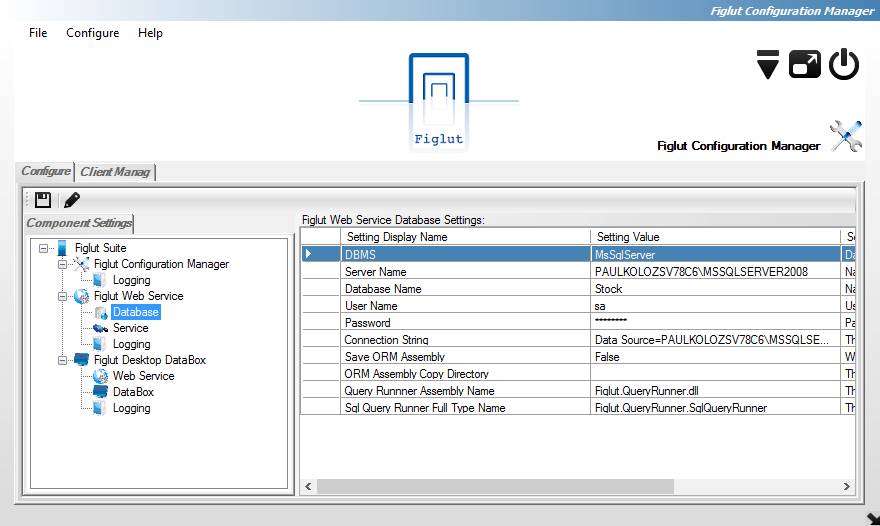 Figlut Configuration Manager
File Configure Help
Figlut
Figlut Configuration Manager
Configure Client Manag
Component Settings
Figlut Suite
Figlut Configuration Manager
Logging
Figlut Web Service
Database
Service
Logging
Figlut Desktop DataBox
Web Service
DataBox
Logging
Figlut Web Service Database Settings:
Setting Display Name Setting Value Se
DBMS MsSqlServer Da
Server Name PAULKOLOZSV78C6\MSSQLSERVER2008 Na
Database Name Stock Na
User Name sa Us
Password ******** Pa
Connection String Data Source=PAULKOLOZSV78C6\MSSQLSE... Th
Save ORM Assembly False W
ORM Assembly Copy Directory Th
Query Runnner Assembly Name Figlut.QueryRunner.dll Th
Sql Query Runner Full Type Name Figlut.QueryRunner.SqlQueryRunner Th